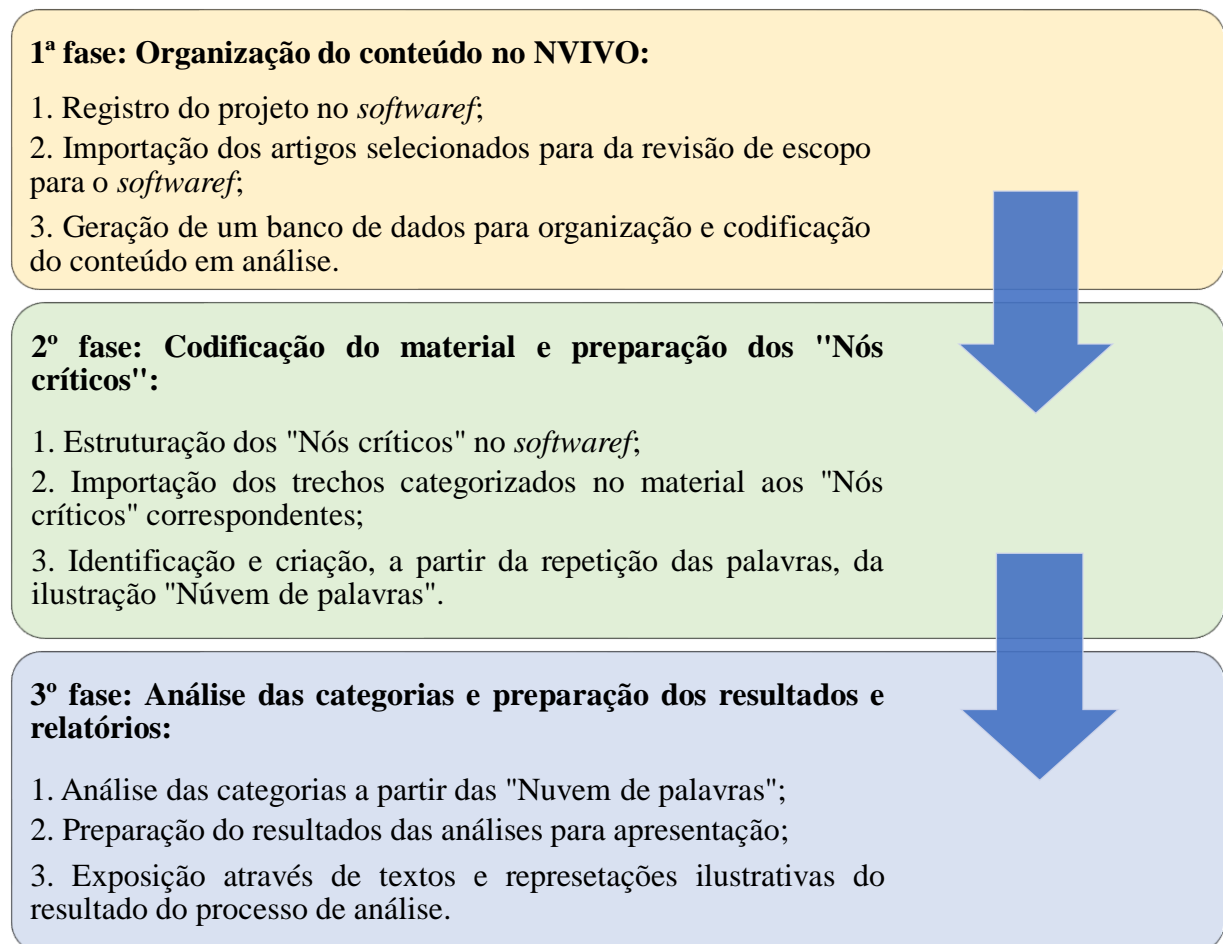 1ª fase: Organização do conteúdo no NVIVO:
1. Registro do projeto no softwaref;
2. Importação dos artigos selecionados para da revisão de escopo
para o softwaref;
3. Geração de um banco de dados para organização e codificação
do conteúdo em análise.
2º fase: Codificação do material e preparação dos "Nós
críticos":
1. Estruturação dos "Nós críticos" no softwaref;
2. Importação dos trechos categorizados no material aos "Nós
críticos" correspondentes;
3. Identificação e criação, a partir da repetição das palavras, da
ilustração "Núvem de palavras".
3º fase: Análise das categorias e preparação dos resultados e
relatórios:
1. Análise das categorias a partir das "Nuvem de palavras";
2. Preparação do resultados das análises para apresentação;
3. Exposição através de textos e represetações ilustrativas do
resultado do processo de análise.